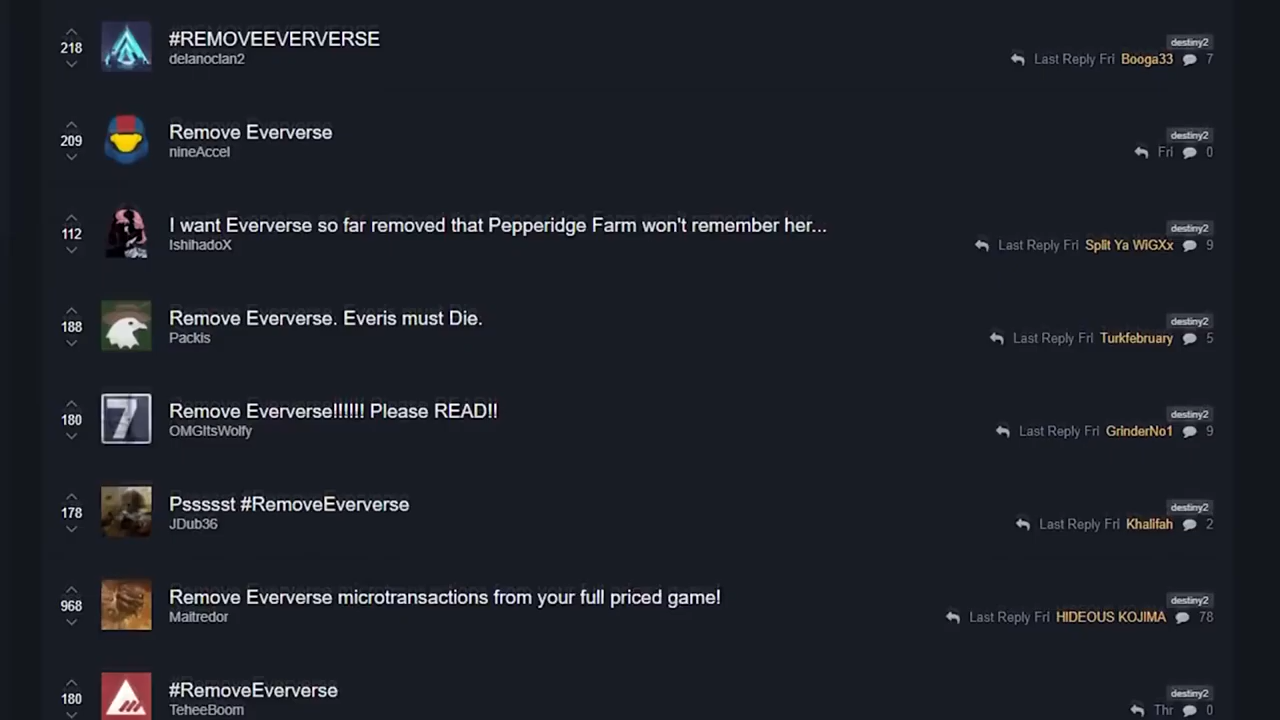 218
#REMOVEEVERVERSE
delanoclan2
destiny2
Last Reply Fri Booga33 7
209
Remove Eververse
nineAccel
destiny2
Fri 0
112
I want Eververse so far removed that Pepperidge Farm won't remember her...
IshihadoX
destiny2
Last Reply Fri Split Ya WiGXx 9
188
Remove Eververse. Everis must Die.
Packis
destiny2
Last Reply Fri Turkfebruary 5
180
Remove Eververse!!!!!! Please READ!!
OMGItsWolfy
destiny2
Last Reply Fri GrinderNo1 9
178
Pssssst #RemoveEververse
JDub36
destiny2
Last Reply Fri Khalifah 2
968
Remove Eververse microtransactions from your full priced game!
Maitredor
destiny2
Last Reply Fri HIDEOUS KOJIMA 78
180
#RemoveEververse
TeheeBoom
destiny2
Thr 0